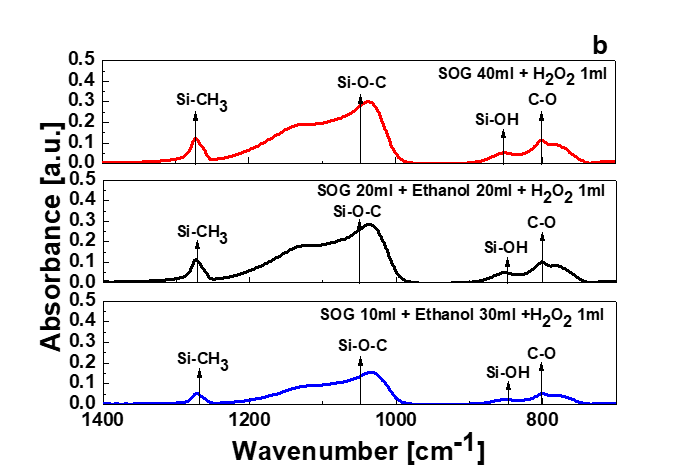 b
Absorbance [a.u.]
0.5
0.4
0.3
0.2
0.1
0.0
SOG 40ml + H₂O₂ 1ml
Si-CH₃
Si-O-C
Si-OH
C-O
0.5
0.4
0.3
0.2
0.1
0.0
SOG 20ml + Ethanol 20ml + H₂O₂ 1ml
Si-CH₃
Si-O-C
Si-OH
C-O
0.5
0.4
0.3
0.2
0.1
0.0
SOG 10ml + Ethanol 30ml +H₂O₂ 1ml
Si-CH₃
Si-O-C
Si-OH
C-O
1400 1200 1000 800
Wavenumber [cm⁻¹]